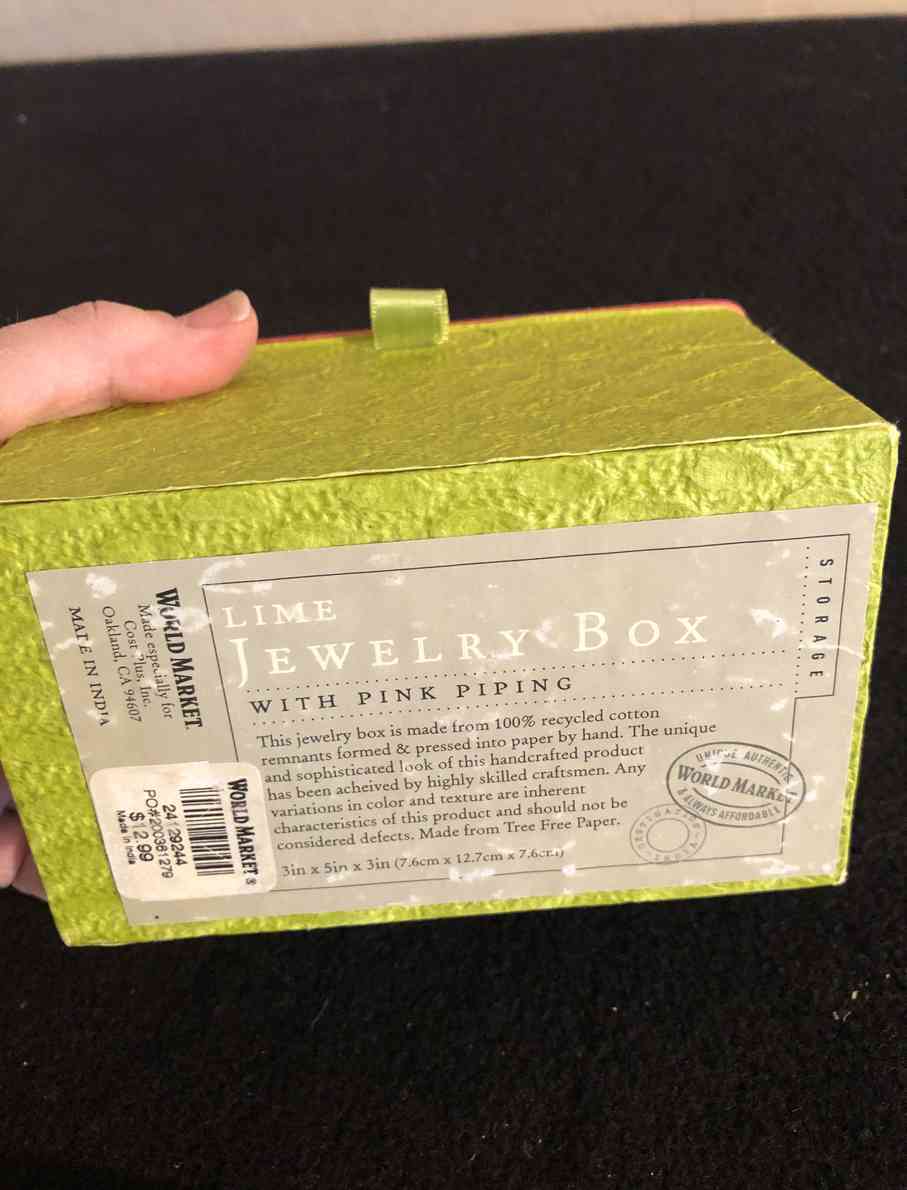 STORAGE
LIME
JEWELRY BOX
WITH PINK PIPING
This jewelry box is made from 100% recycled cotton
remnants formed & pressed into paper by hand. The unique
and sophisticated look of this handcrafted product
has been acheived by highly skilled craftsmen. Any
variations in color and texture are inherent
characteristics of this product and should not be
considered defects. Made from Tree Free Paper.
3in x 5in x 3in (7.6cm x 12.7cm x 7.6cm)
UNIQUE AUTHENTIC
WORLD MARKET
& ALWAYS AFFORDABLE
WORLD MARKET
Made especially for
Cost Plus, Inc.
Oakland, CA 94607
MADE IN INDIA
WORLD MARKET®
24129244
PO#200361279
$12.99
Made in India